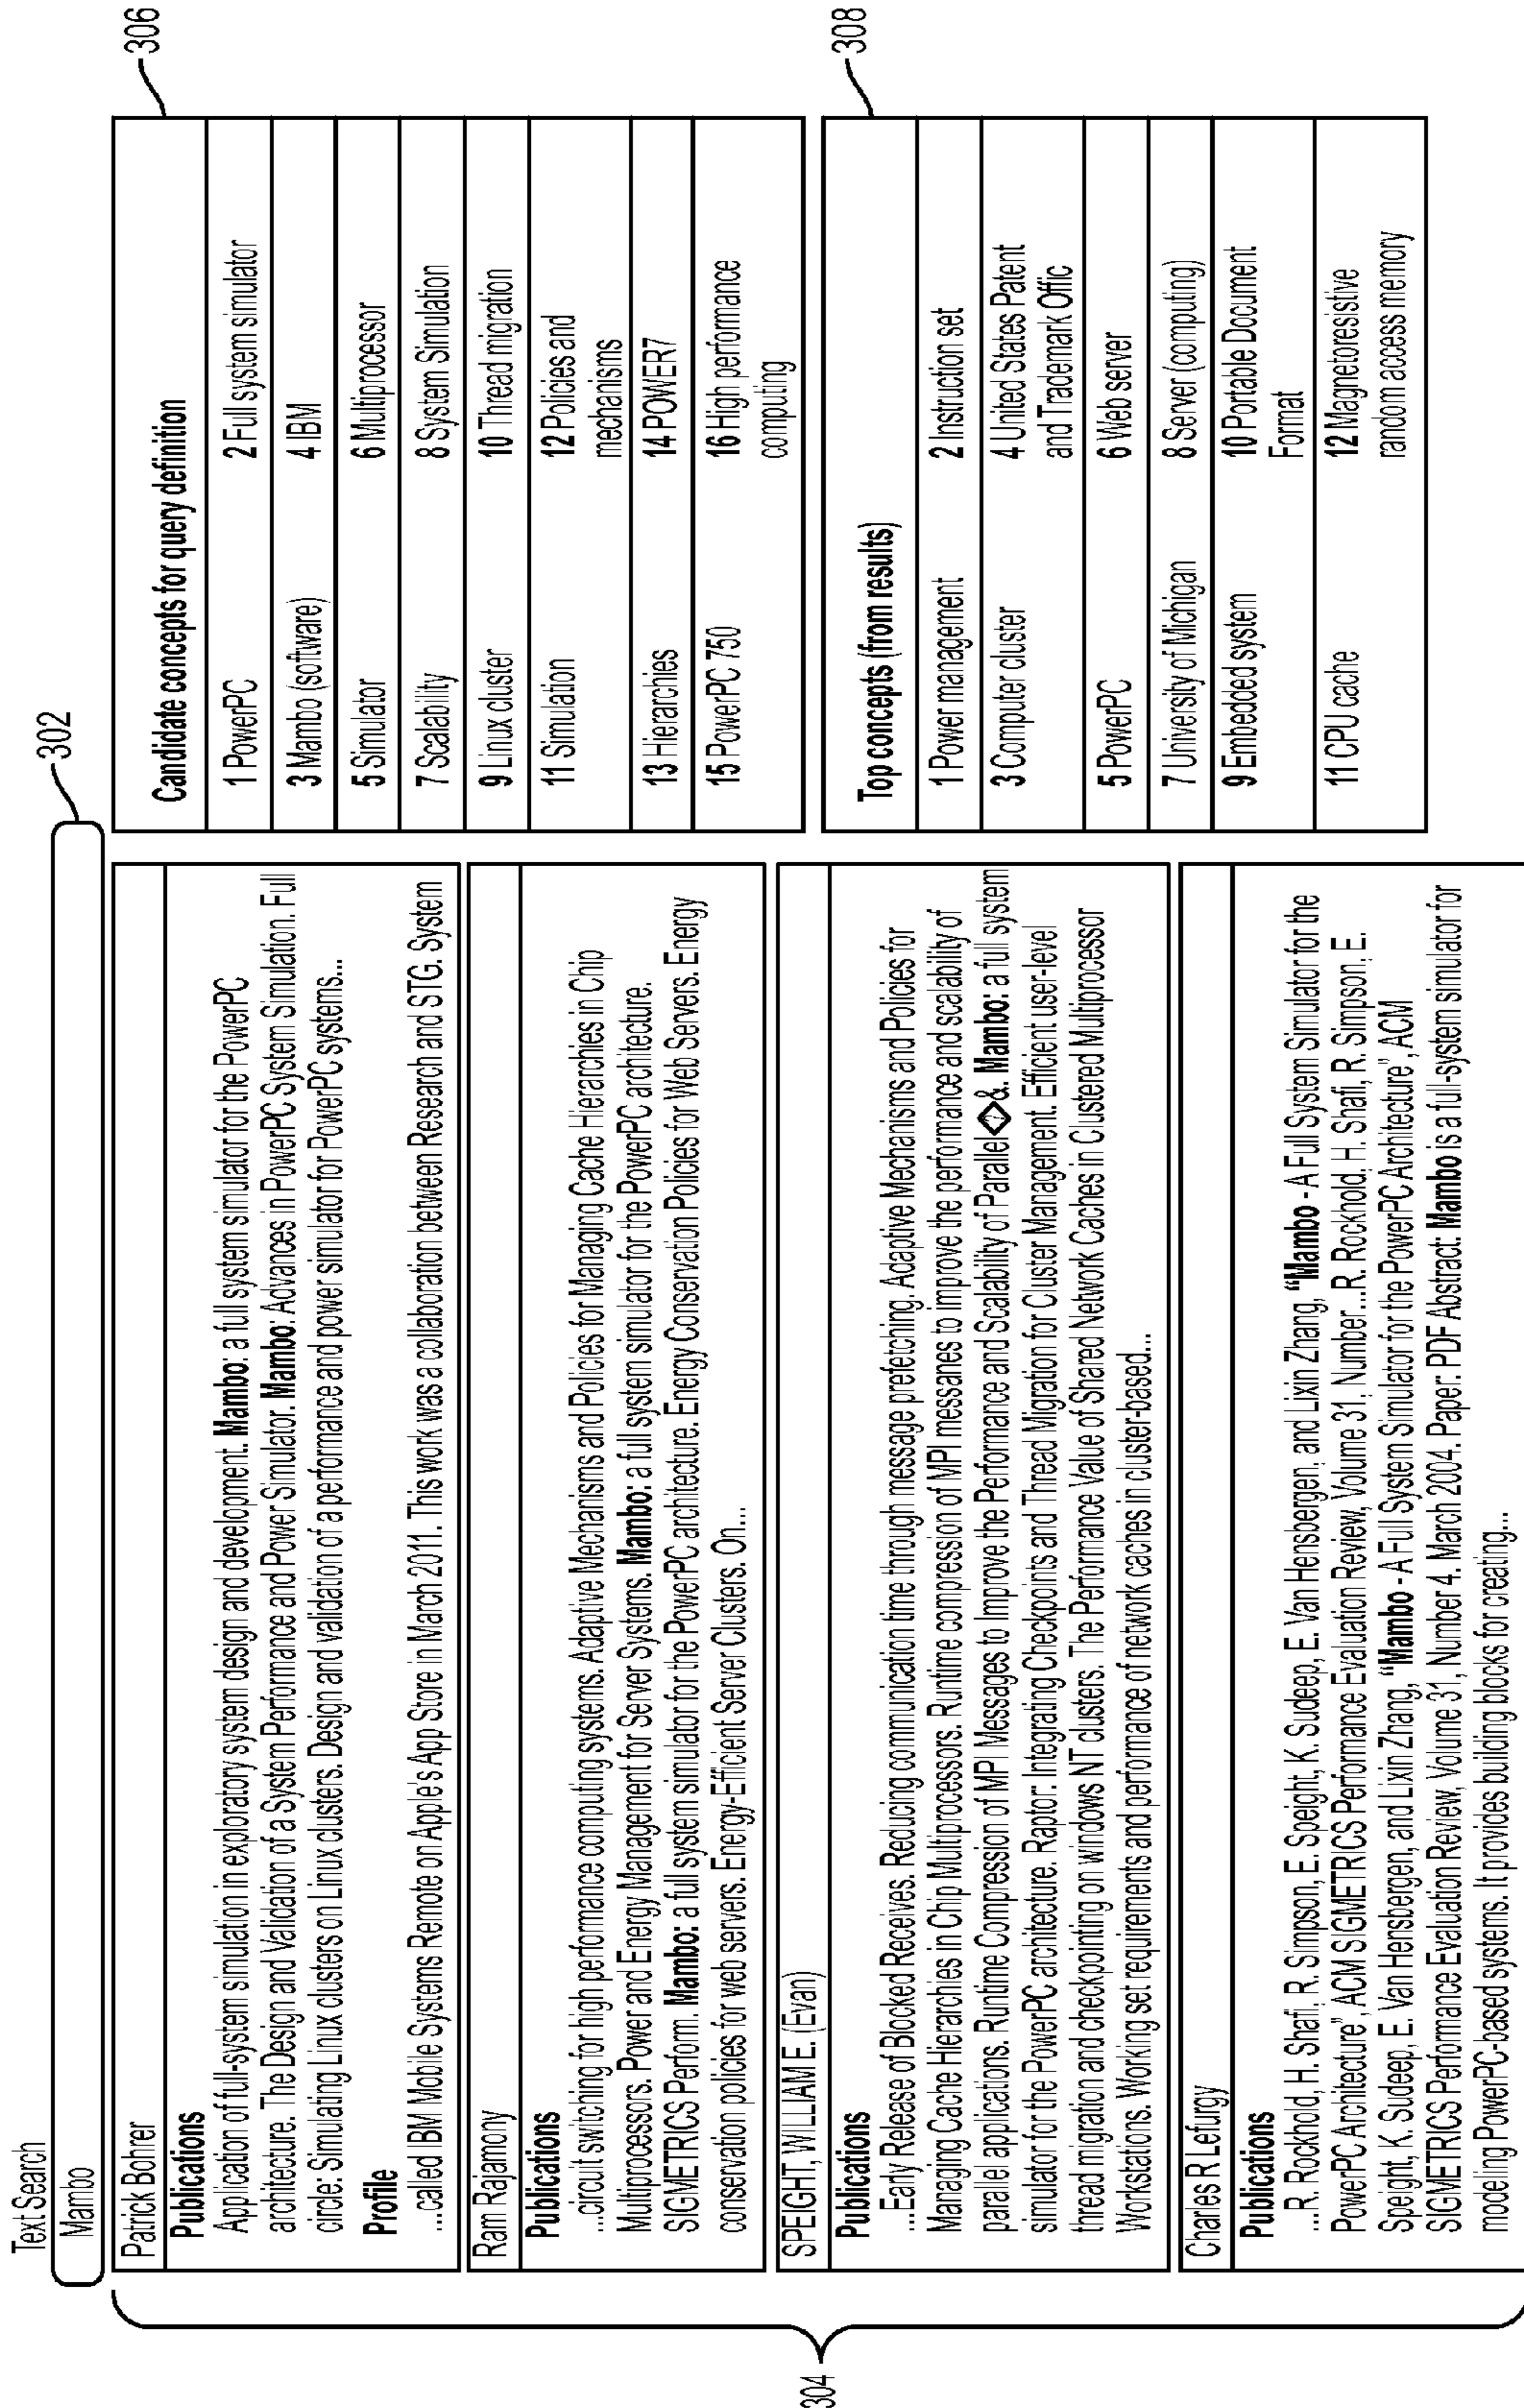 Text Search
Mambo
302
304
Patrick Bohrer
Publications
Application of full-system simulation in exploratory system design and development. Mambo: a full system simulator for the PowerPC
architecture. The Design and Validation of a System Performance and Power Simulator. Mambo: Advances in PowerPC System Simulation. Full
circle: Simulating Linux clusters on Linux clusters. Design and validation of a performance and power simulator for PowerPC systems...
Profile
...called IBM Mobile Systems Remote on Apple's App Store in March 2011. This work was a collaboration between Research and STG. System
Ram Rajamony
Publications
...circuit switching for high performance computing systems. Adaptive Mechanisms and Policies for Managing Cache Hierarchies in Chip
Multiprocessors. Power and Energy Management for Server Systems. Mambo: a full system simulator for the PowerPC architecture.
SIGMETRICS Perform. Mambo: a full system simulator for the PowerPC architecture. Energy Conservation Policies for Web Servers. Energy
conservation policies for web servers. Energy-Efficient Server Clusters. On...
SPEIGHT, WILLIAM E. (Evan)
Publications
...Early Release of Blocked Receives. Reducing communication time through message prefetching. Adaptive Mechanisms and Policies for
Managing Cache Hierarchies in Chip Multiprocessors. Runtime compression of MPI messanes to improve the performance and scalability of
parallel applications. Runtime Compression of MPI Messages to Improve the Performance and Scalability of Parallel &. Mambo: a full system
simulator for the PowerPC architecture. Raptor: Integrating Checkpoints and Thread Migration for Cluster Management. Efficient user-level
thread migration and checkpointing on windows NT clusters. The Performance Value of Shared Network Caches in Clustered Multiprocessor
Workstations. Working set requirements and performance of network caches in cluster-based...
Charles R Lefurgy
Publications
....R. Rockhold, H. Shafi, R. Simpson, E. Speight, K. Sudeep, E. Van Hensbergen, and Lixin Zhang, "Mambo - A Full System Simulator for the
PowerPC Architecture", ACM SIGMETRICS Performance Evaluation Review, Volume 31, Number...R. Rockhold, H. Shafi, R. Simpson, E.
Speight, K. Sudeep, E. Van Hensbergen, and Lixin Zhang, "Mambo - A Full System Simulator for the PowerPC Architecture", ACM
SIGMETRICS Performance Evaluation Review, Volume 31, Number 4. March 2004. Paper: PDF Abstract: Mambo is a full-system simulator for
modeling PowerPC-based systems. It provides building blocks for creating...
306
Candidate concepts for query definition
1 PowerPC 2 Full system simulator
3 Mambo (software) 4 IBM
5 Simulator 6 Multiprocessor
7 Scalability 8 System Simulation
9 Linux cluster 10 Thread migration
11 Simulation 12 Policies and
mechanisms
13 Hierarchies 14 POWER7
15 PowerPC 750 16 High performance
computing
308
Top concepts (from results)
1 Power management 2 Instruction set
3 Computer cluster 4 United States Patent
and Trademark Offic
5 PowerPC 6 Web server
7 University of Michigan 8 Server (computing)
9 Embedded system 10 Portable Document
Format
11 CPU cache 12 Magnetoresistive
random access memory